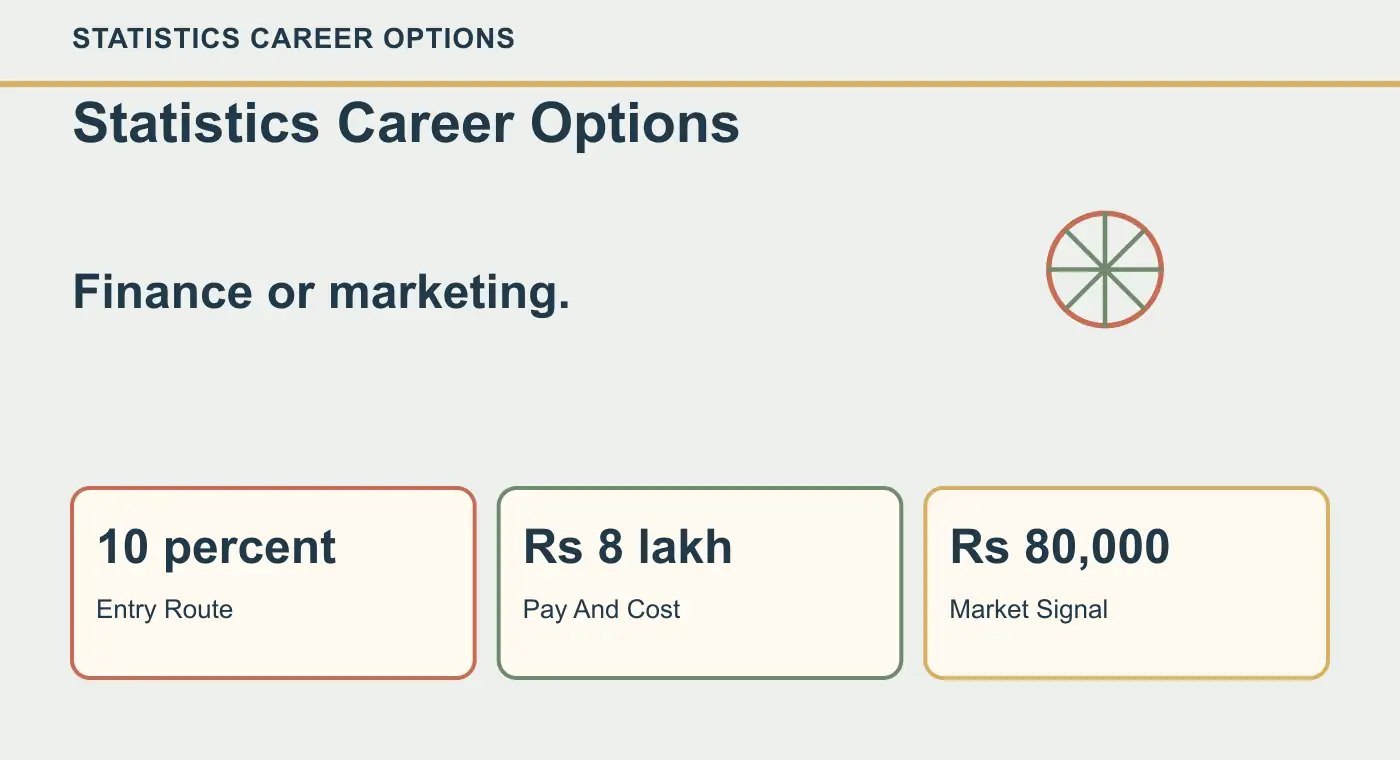 STATISTICS CAREER OPTIONS
Statistics Career Options
Finance or marketing.
10 percent
Entry Route
Rs 8 lakh
Pay And Cost
Rs 80,000
Market Signal